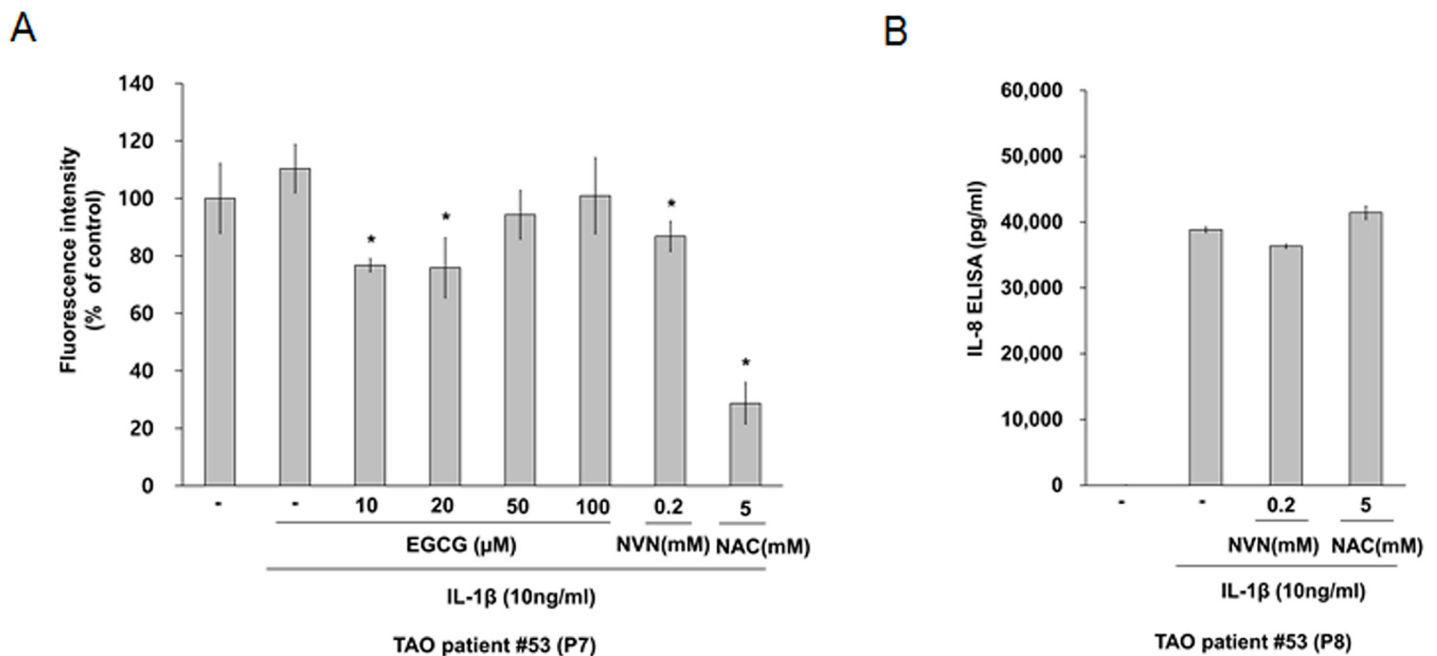 A
Fluorescence intensity
(% of control)
140
120
100
80
60
40
20
0
*
*
*
*
- - 10 20 50 100 0.2 5
EGCG (µM) NVN(mM) NAC(mM)
IL-1β (10ng/ml)
TAO patient #53 (P7)
B
IL-8 ELISA (pg/ml)
60,000
50,000
40,000
30,000
20,000
10,000
0
- - 0.2 5
NVN(mM) NAC(mM)
IL-1β (10ng/ml)
TAO patient #53 (P8)